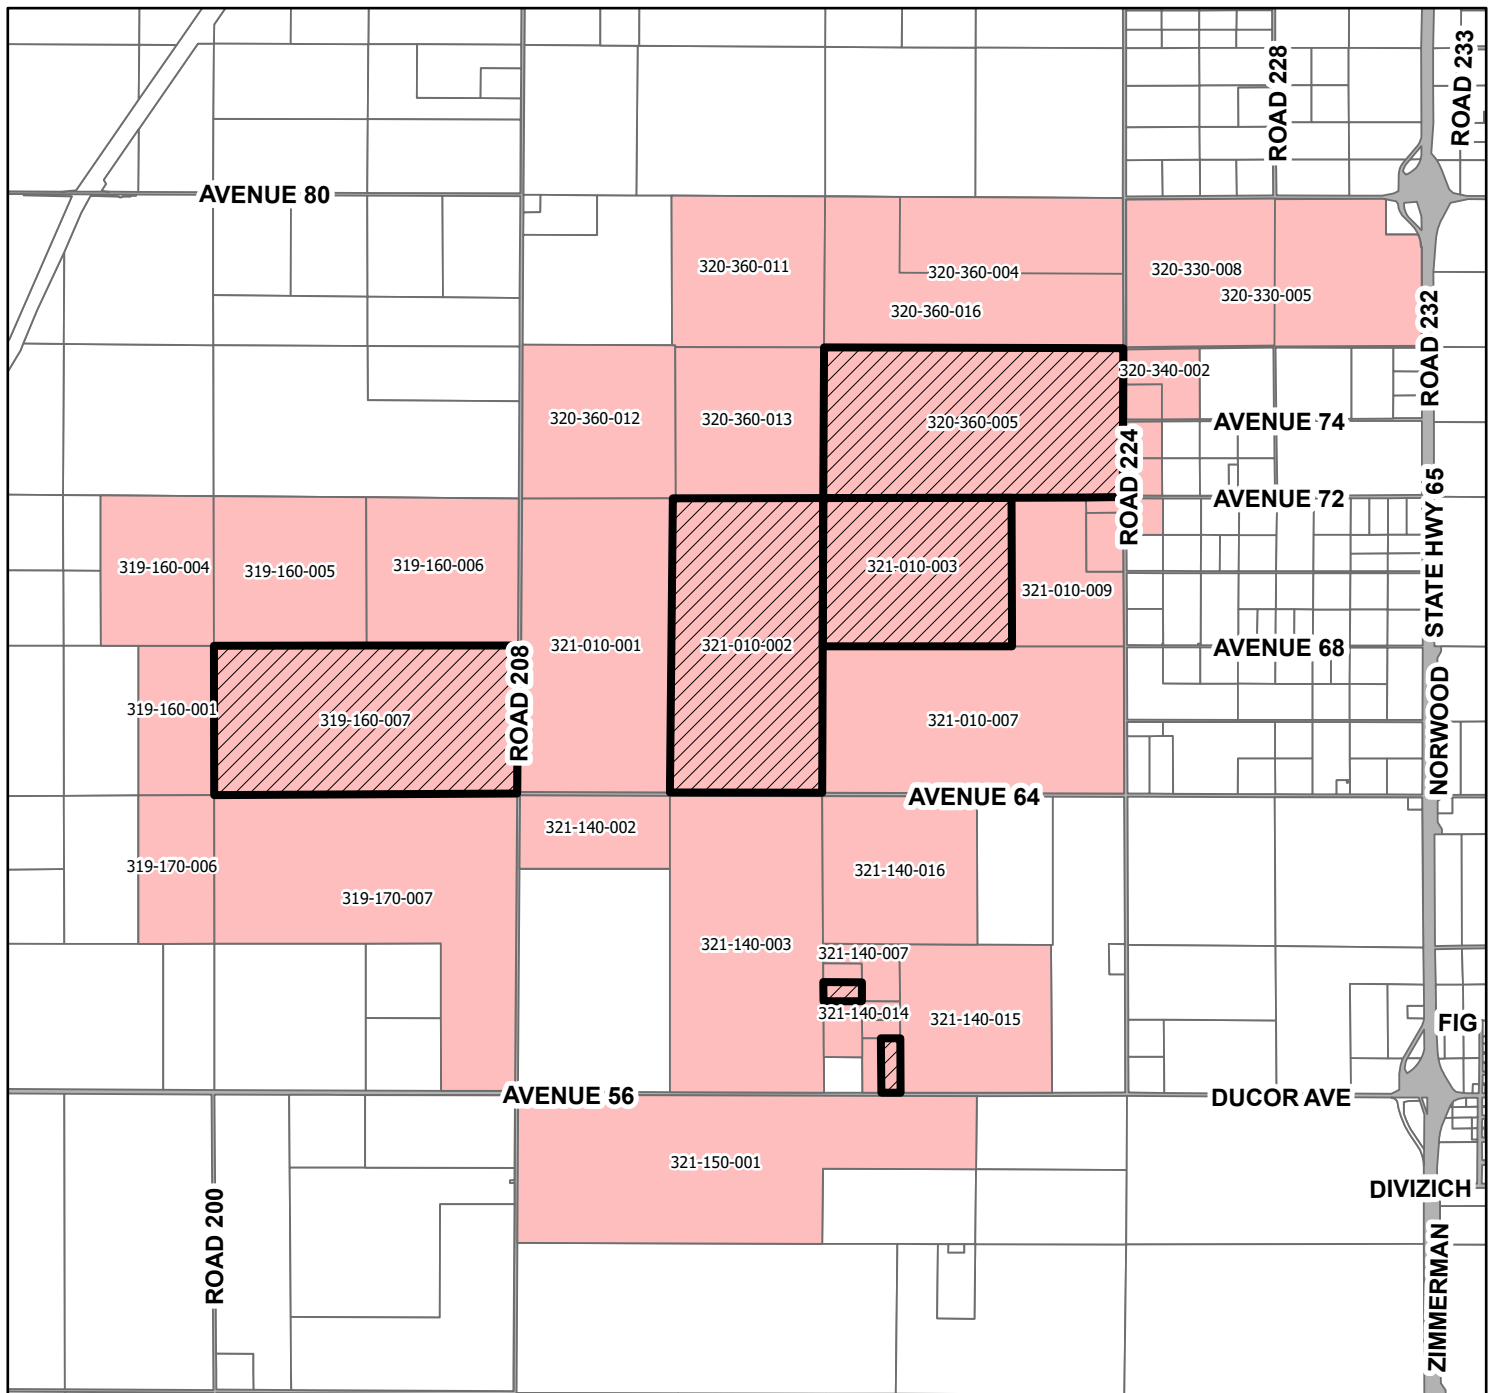 ROAD 228
ROAD 233
AVENUE 80
320-360-011
320-360-004
320-330-008
320-330-005
320-360-016
ROAD 232
320-340-002
320-360-012
320-360-013
320-360-005
AVENUE 74
ROAD 224
AVENUE 72
STATE HWY 65
319-160-004
319-160-005
319-160-006
321-010-003
321-010-009
321-010-001
321-010-002
AVENUE 68
ROAD 208
319-160-001
319-160-007
321-010-007
NORWOOD
AVENUE 64
321-140-002
319-170-006
321-140-016
319-170-007
321-140-003
321-140-007
321-140-014
321-140-015
FIG
AVENUE 56
DUCOR AVE
321-150-001
DIVIZICH
ROAD 200
ZIMMERMAN